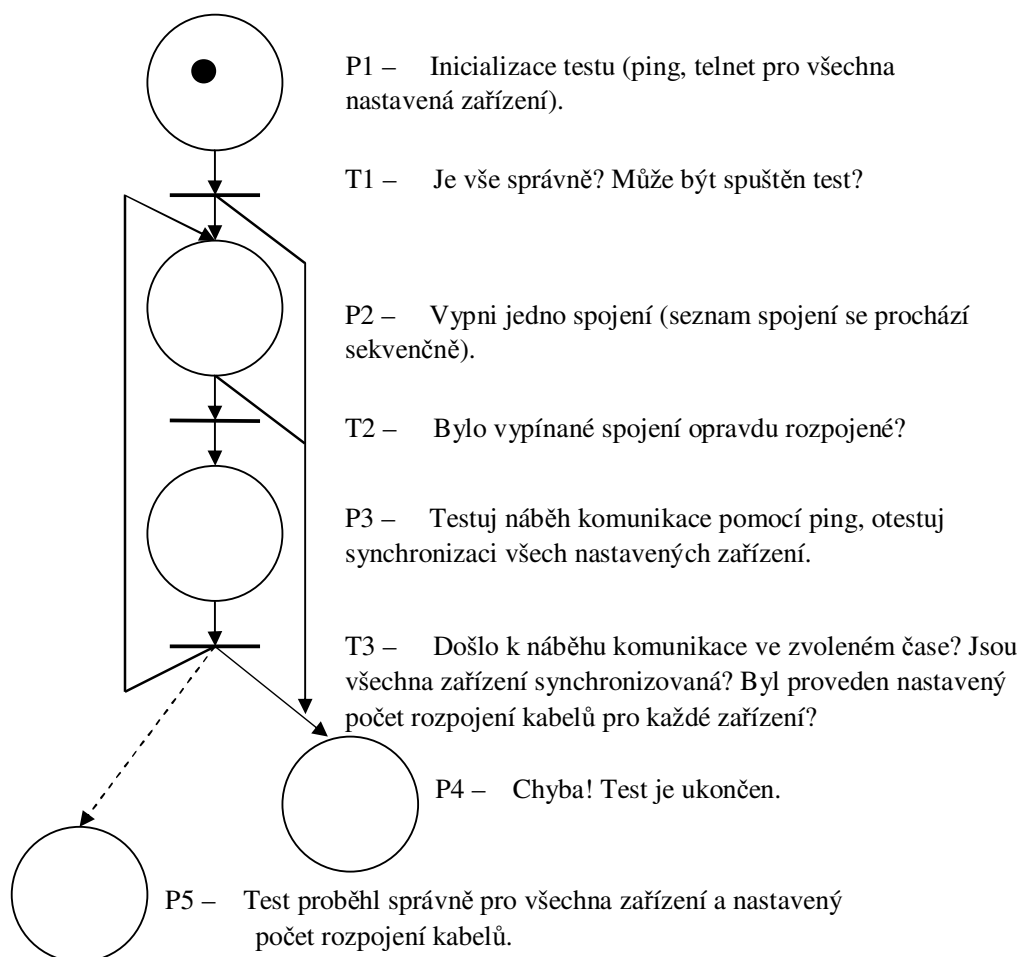 P1 – Inicializace testu (ping, telnet pro všechna
nastavená zařízení).
T1 – Je vše správně? Může být spuštěn test?
P2 – Vypni jedno spojení (seznam spojení se prochází
sekvenčně).
T2 – Bylo vypínané spojení opravdu rozpojené?
P3 – Testuj náběh komunikace pomocí ping, otestuj
synchronizaci všech nastavených zařízení.
T3 – Došlo k náběhu komunikace ve zvoleném čase? Jsou
všechna zařízení synchronizovaná? Byl proveden nastavený
počet rozpojení kabelů pro každé zařízení?
P4 – Chyba! Test je ukončen.
P5 – Test proběhl správně pro všechna zařízení a nastavený
počet rozpojení kabelů.